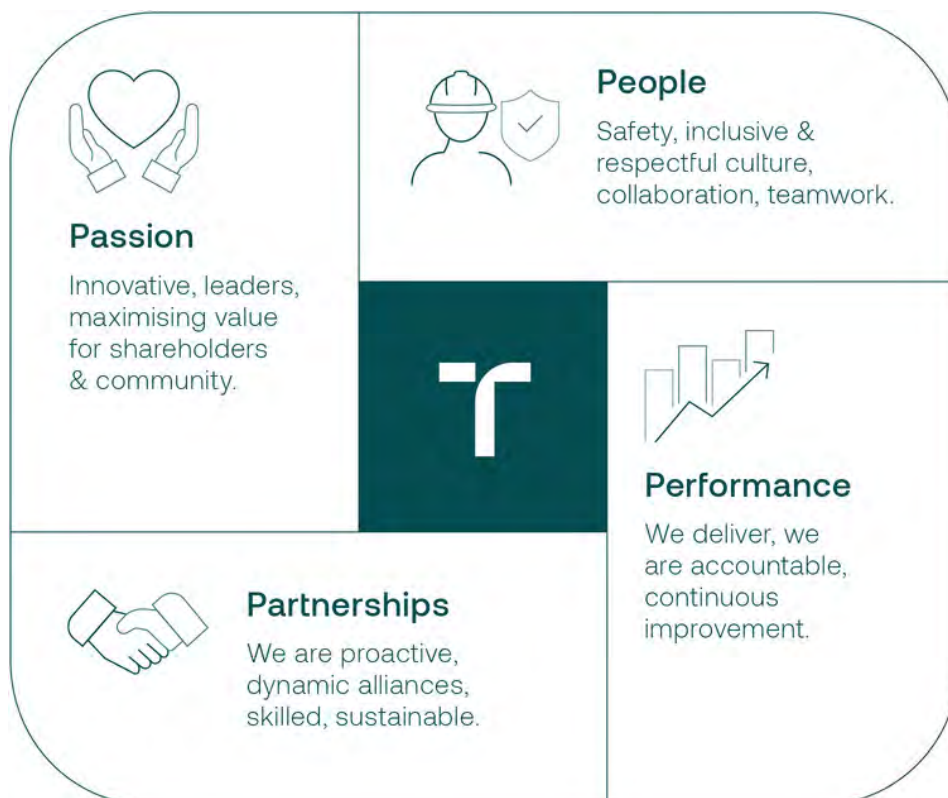 Passion
Innovative, leaders,
maximising value
for shareholders
& community.
People
Safety, inclusive &
respectful culture,
collaboration, teamwork.
T
Performance
We deliver, we
are accountable,
continuous
improvement.
Partnerships
We are proactive,
dynamic alliances,
skilled, sustainable.